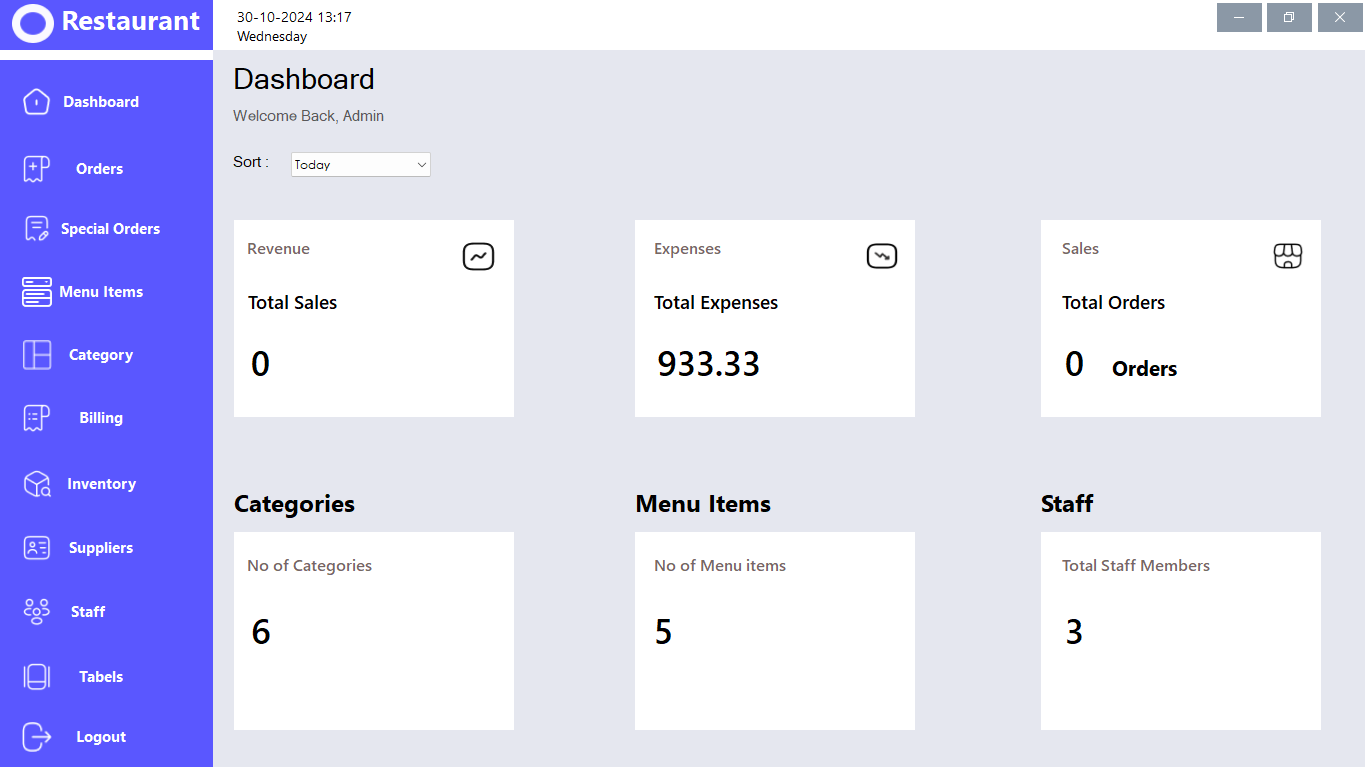 Restaurant
30-10-2024 13:17
Wednesday
Dashboard
Orders
Special Orders
Menu Items
Category
Billing
Inventory
Suppliers
Staff
Tabels
Logout
Dashboard
Welcome Back, Admin
Sort : Today
Revenue
Total Sales
0
Expenses
Total Expenses
933.33
Sales
Total Orders
0 Orders
Categories
No of Categories
6
Menu Items
No of Menu items
5
Staff
Total Staff Members
3